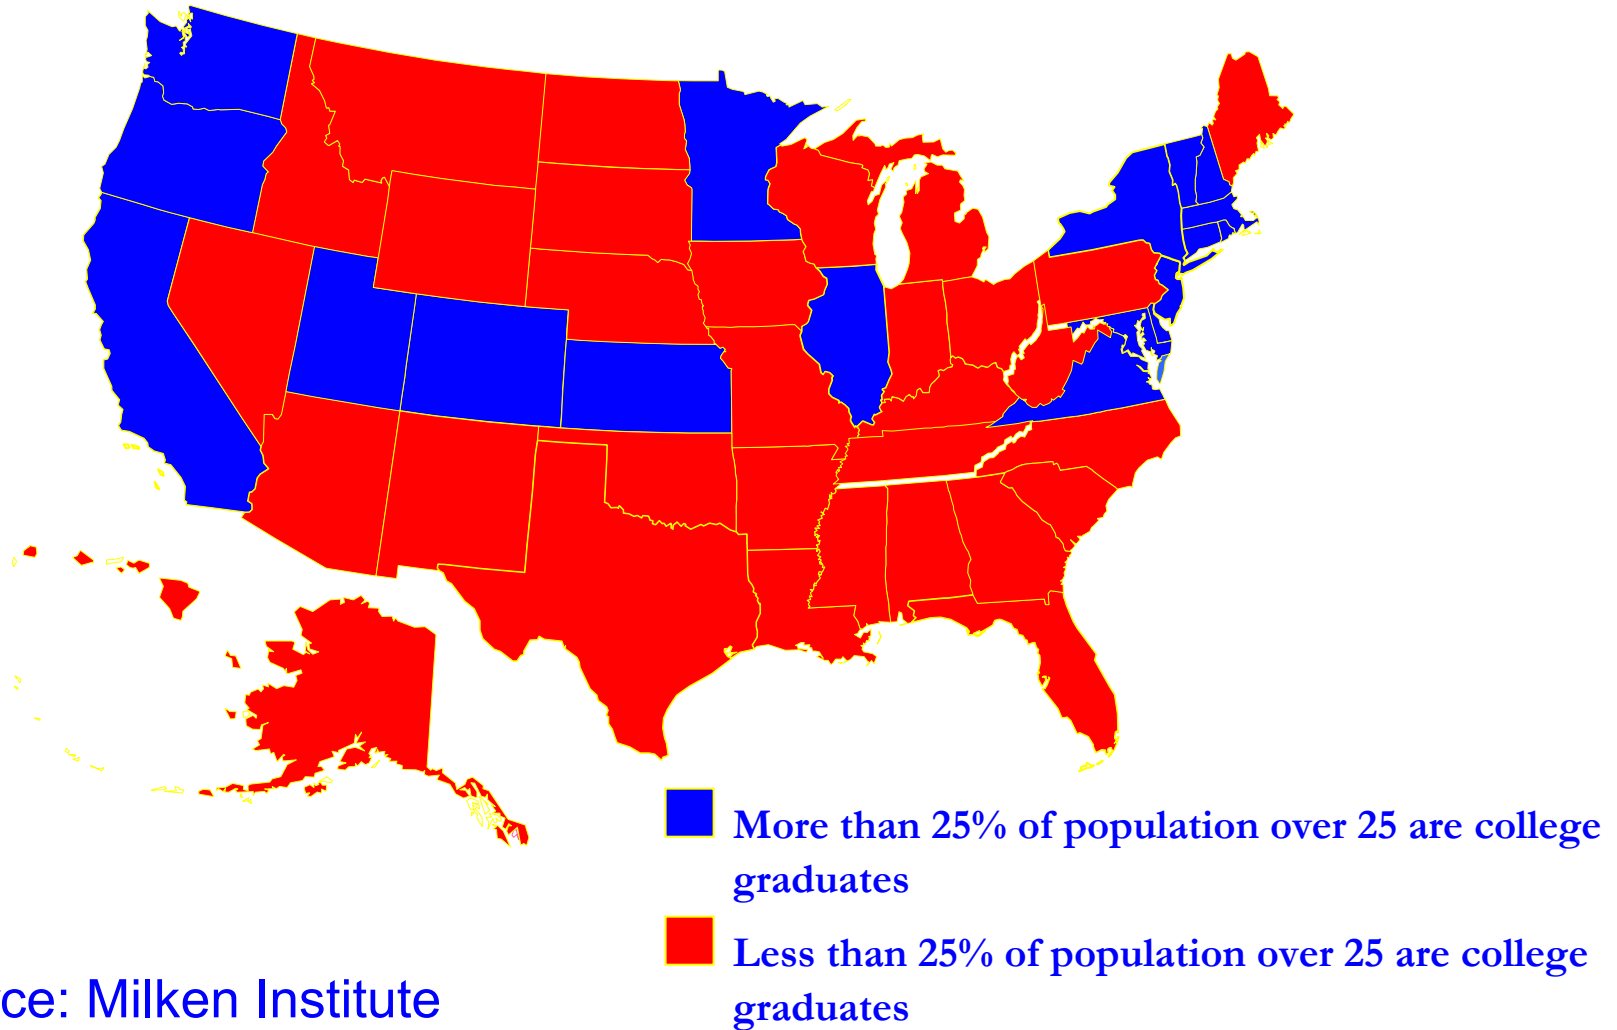 More than 25% of population over 25 are college
graduates
Less than 25% of population over 25 are college
graduates
ce: Milken Institute